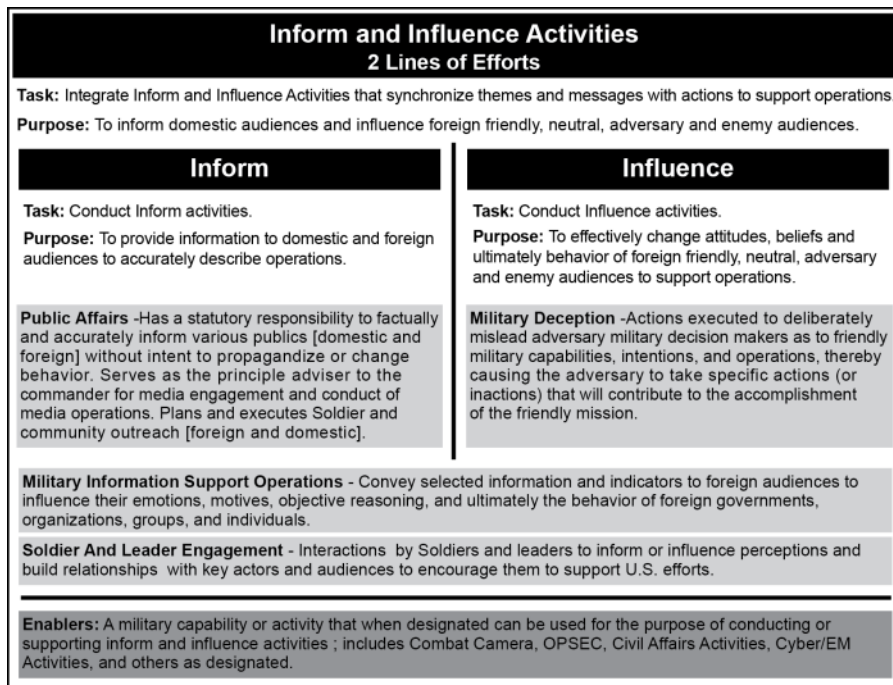 Inform and Influence Activities
2 Lines of Efforts
Task: Integrate Inform and Influence Activities that synchronize themes and messages with actions to support operations.
Purpose: To inform domestic audiences and influence foreign friendly, neutral, adversary and enemy audiences.
Inform
Task: Conduct Inform activities.
Purpose: To provide information to domestic and foreign
audiences to accurately describe operations.
Public Affairs -Has a statutory responsibility to factually
and accurately inform various publics [domestic and
foreign] without intent to propagandize or change
behavior. Serves as the principle adviser to the
commander for media engagement and conduct of
media operations. Plans and executes Soldier and
community outreach [foreign and domestic].
Influence
Task: Conduct Influence activities.
Purpose: To effectively change attitudes, beliefs and
ultimately behavior of foreign friendly, neutral, adversary
and enemy audiences to support operations.
Military Deception -Actions executed to deliberately
mislead adversary military decision makers as to friendly
military capabilities, intentions, and operations, thereby
causing the adversary to take specific actions (or
inactions) that will contribute to the accomplishment
of the friendly mission.
Military Information Support Operations - Convey selected information and indicators to foreign audiences to
influence their emotions, motives, objective reasoning, and ultimately the behavior of foreign governments,
organizations, groups, and individuals.
Soldier And Leader Engagement - Interactions by Soldiers and leaders to inform or influence perceptions and
build relationships with key actors and audiences to encourage them to support U.S. efforts.
Enablers: A military capability or activity that when designated can be used for the purpose of conducting or
supporting inform and influence activities ; includes Combat Camera, OPSEC, Civil Affairs Activities, Cyber/EM
Activities, and others as designated.